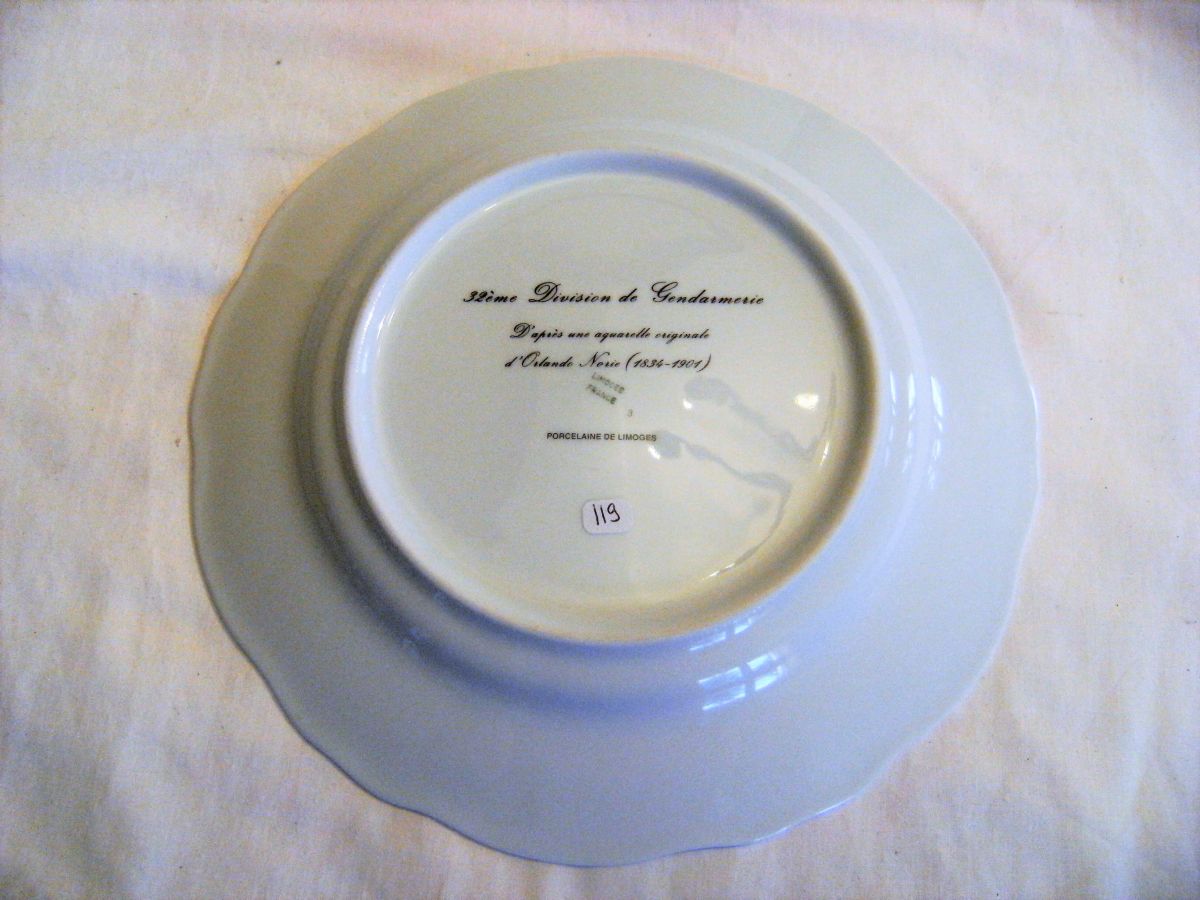 32ème Division de Gendarmerie
D'après une aquarelle originale
d'Orlando Norie (1834-1901)
LIMOGES
FRANCE
3
PORCELAINE DE LIMOGES
119